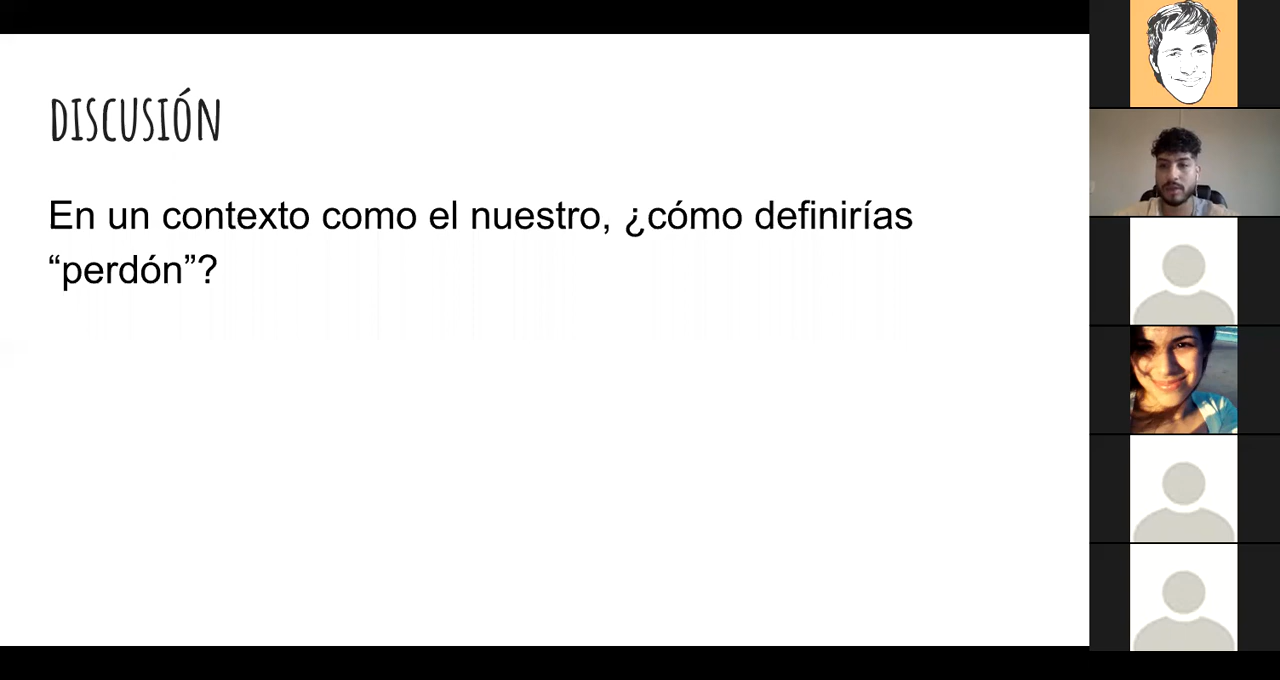 DISCUSIÓN
En un contexto como el nuestro, ¿cómo definirías
“perdón”?